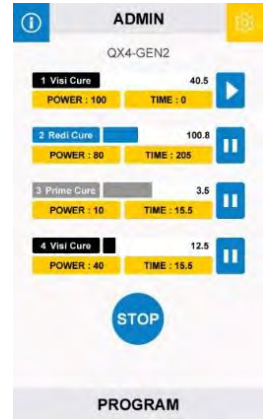 ADMIN
QX4-GEN2
1 Visi Cure 40.5
POWER : 100 TIME : 0
2 Redi Cure 100.8
POWER : 80 TIME : 205
3 Prime Cure 3.5
POWER : 10 TIME : 15.5
4 Visi Cure 12.5
POWER : 40 TIME : 15.5
STOP
PROGRAM